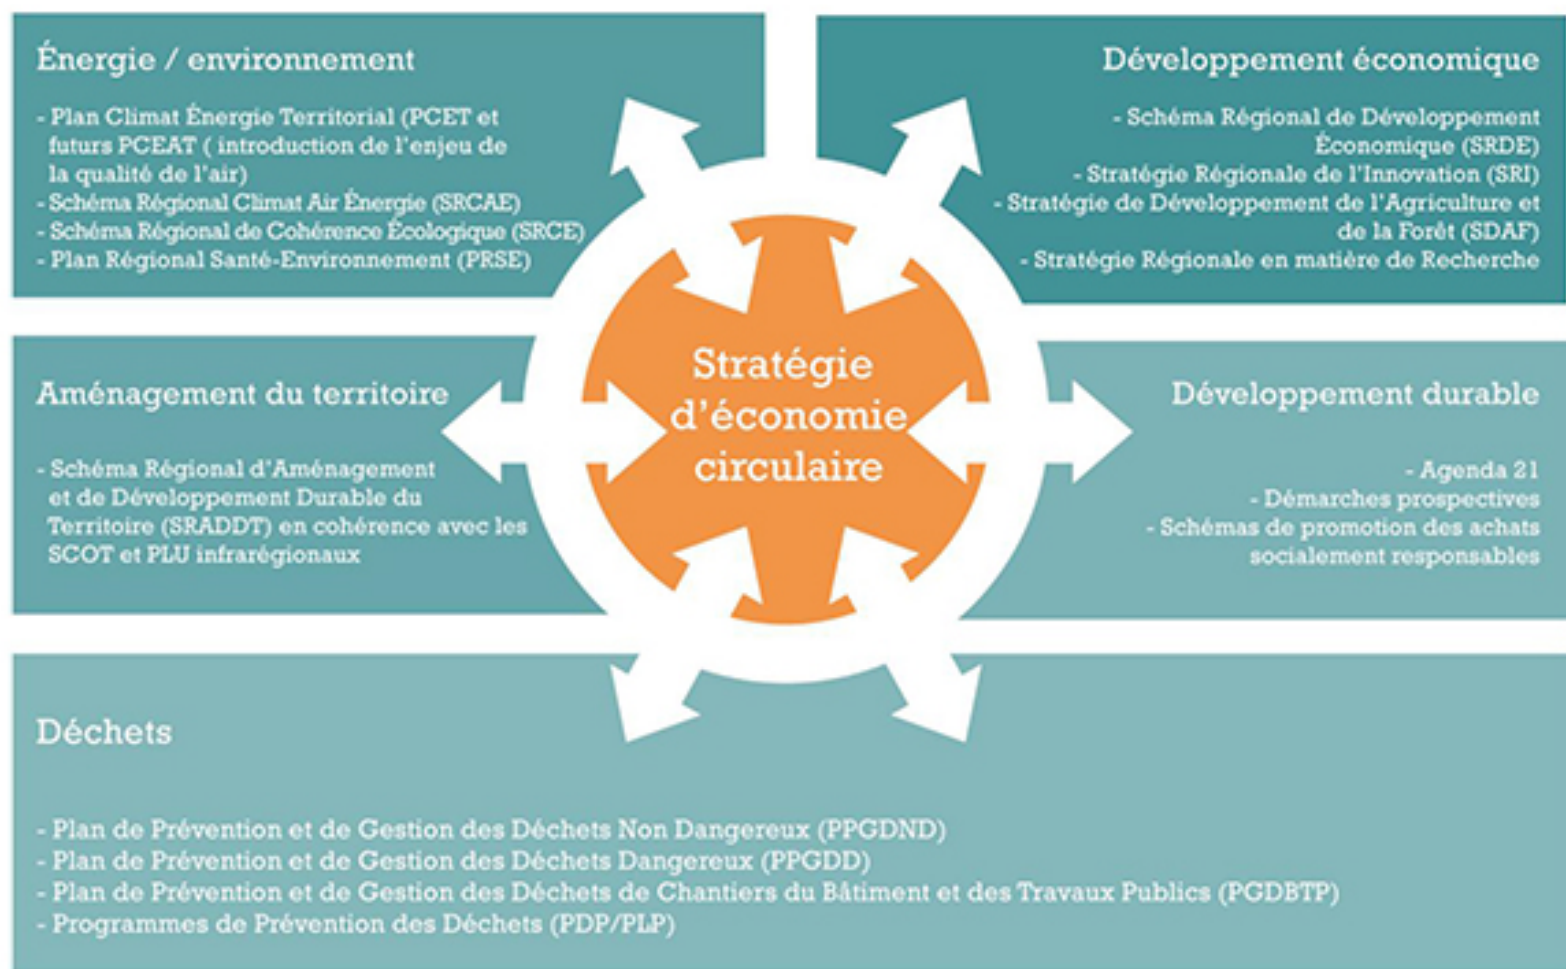 Énergie / environnement
- Plan Climat Énergie Territorial (PCET et
futurs PCEAT ( introduction de l'enjeu de
la qualité de l'air)
- Schéma Régional Climat Air Énergie (SRCAE)
- Schéma Régional de Cohérence Écologique (SRCE)
- Plan Régional Santé-Environnement (PRSE)
Développement économique
- Schéma Régional de Développement
Économique (SRDE)
- Stratégie Régionale de l'Innovation (SRI)
- Stratégie de Développement de l'Agriculture et
de la Forêt (SDAF)
- Stratégie Régionale en matière de Recherche
Stratégie
d'économie
circulaire
Aménagement du territoire
- Schéma Régional d'Aménagement
et de Développement Durable du
Territoire (SRADDT) en cohérence avec les
SCOT et PLU infrarégionaux
Développement durable
- Agenda 21
- Démarches prospectives
- Schémas de promotion des achats
socialement responsables
Déchets
- Plan de Prévention et de Gestion des Déchets Non Dangereux (PPGDND)
- Plan de Prévention et de Gestion des Déchets Dangereux (PPGDD)
- Plan de Prévention et de Gestion des Déchets de Chantiers du Bâtiment et des Travaux Publics (PGDBTP)
- Programmes de Prévention des Déchets (PDP/PLP)